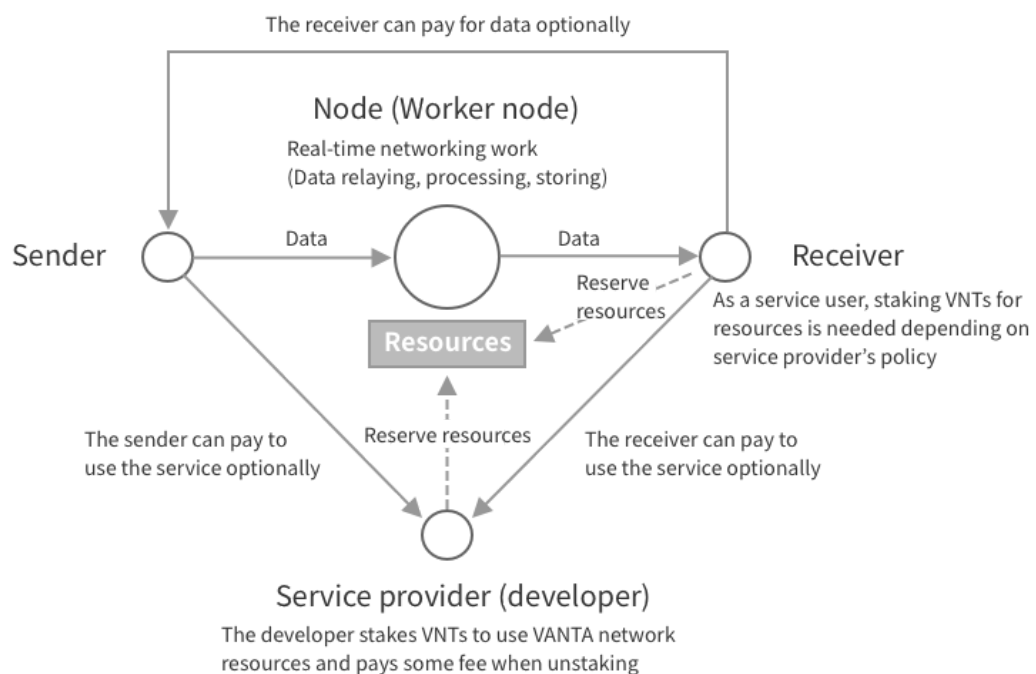 The receiver can pay for data optionally
Node (Worker node)
Real-time networking work
(Data relaying, processing, storing)
Sender
Data
Data
Receiver
Reserve
resources
As a service user, staking VNTs for
resources is needed depending on
service provider's policy
Resources
The sender can pay to
use the service optionally
Reserve resources
The receiver can pay to
use the service optionally
Service provider (developer)
The developer stakes VNTs to use VANTA network
resources and pays some fee when unstaking